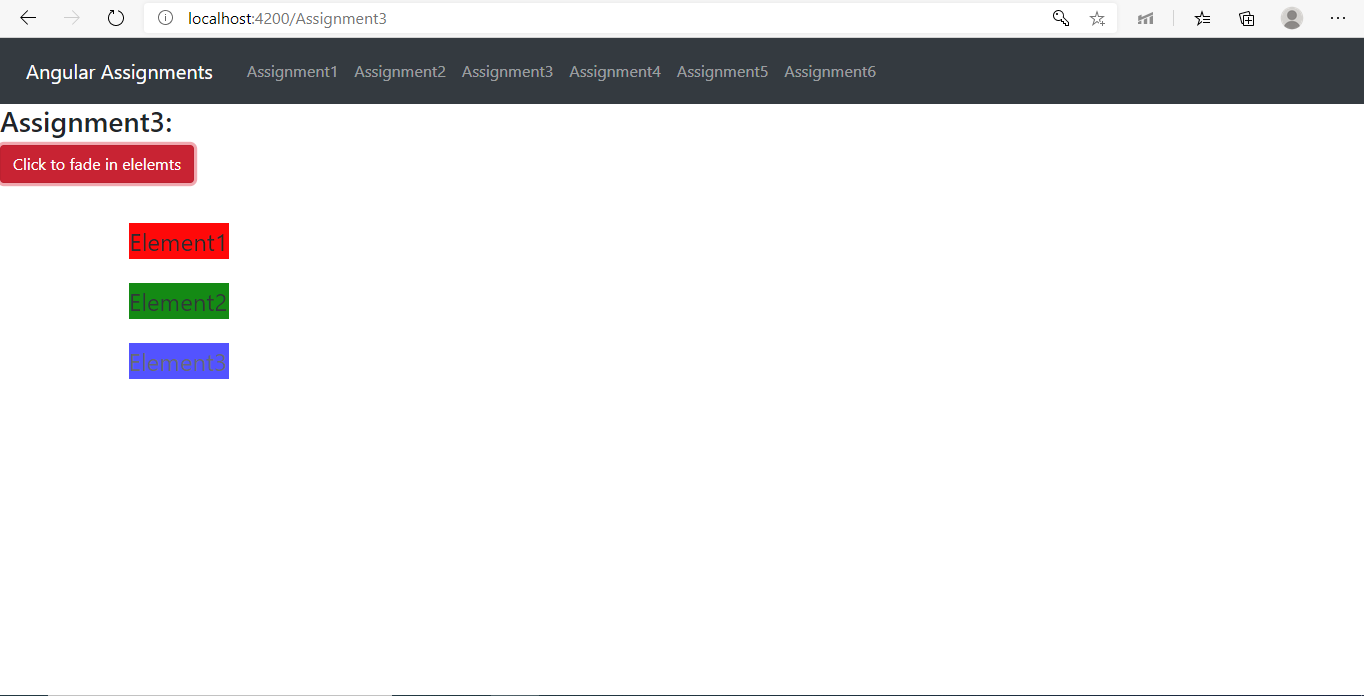 localhost:4200/Assignment3
Angular Assignments Assignment1 Assignment2 Assignment3 Assignment4 Assignment5 Assignment6
Assignment3:
Click to fade in elelemts
Element1
Element2
Element3